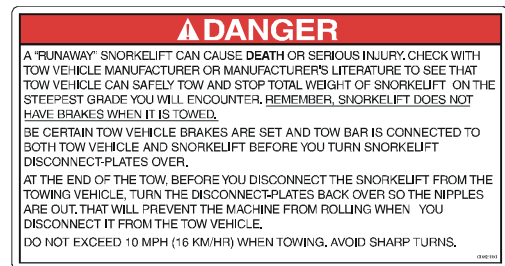 DANGER
A "RUNAWAY" SNORKELIFT CAN CAUSE DEATH OR SERIOUS INJURY. CHECK WITH
TOW VEHICLE MANUFACTURER OR MANUFACTURER'S LITERATURE TO SEE THAT
TOW VEHICLE CAN SAFELY TOW AND STOP TOTAL WEIGHT OF SNORKELIFT ON THE
STEEPEST GRADE YOU WILL ENCOUNTER. REMEMBER, SNORKELIFT DOES NOT
HAVE BRAKES WHEN IT IS TOWED.
BE CERTAIN TOW VEHICLE BRAKES ARE SET AND TOW BAR IS CONNECTED TO
BOTH TOW VEHICLE AND SNORKELIFT BEFORE YOU TURN SNORKELIFT
DISCONNECT-PLATES OVER.
AT THE END OF THE TOW, BEFORE YOU DISCONNECT THE SNORKELIFT FROM THE
TOWING VEHICLE, TURN THE DISCONNECT-PLATES BACK OVER SO THE NIPPLES
ARE OUT. THAT WILL PREVENT THE MACHINE FROM ROLLING WHEN YOU
DISCONNECT IT FROM THE TOW VEHICLE.
DO NOT EXCEED 10 MPH (16 KM/HR) WHEN TOWING. AVOID SHARP TURNS.